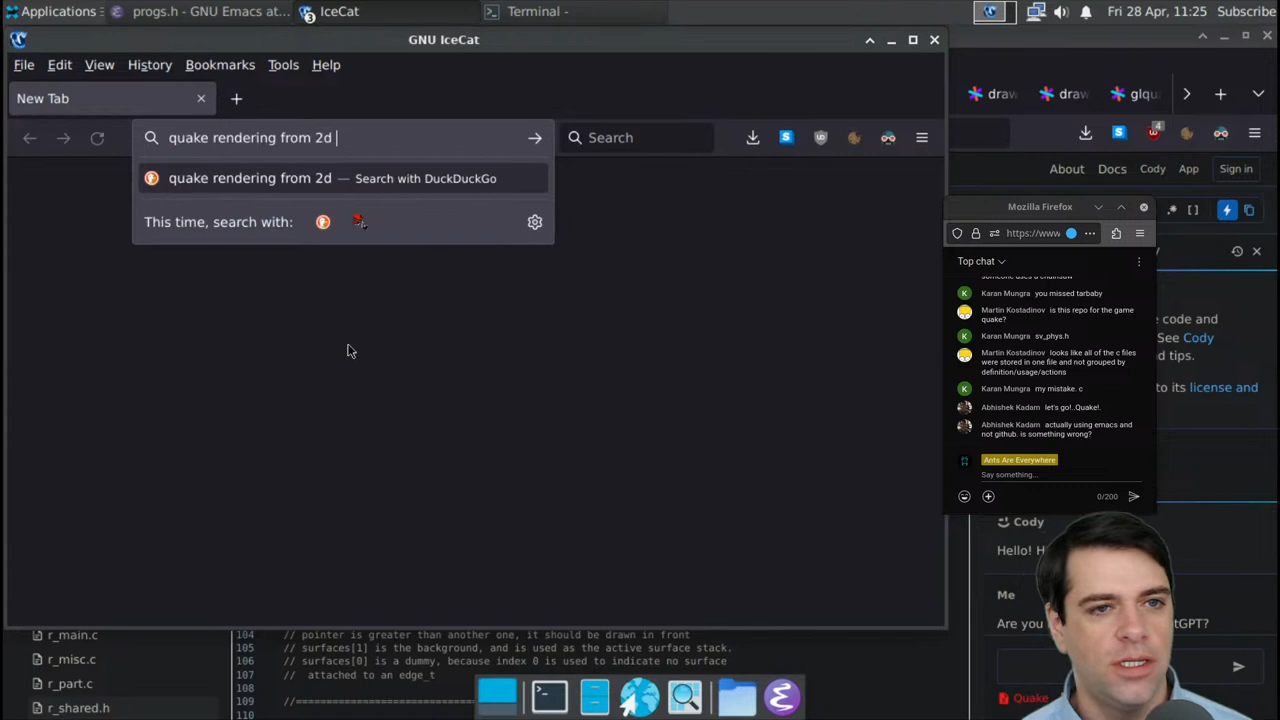 Applications
progs.h - GNU Emacs at...
IceCat
3
Terminal -
Fri 28 Apr, 11:25
Subscribe
GNU IceCat
File Edit View History Bookmarks Tools Help
New Tab
draw
draw
glqua
quake rendering from 2d
Search
4
quake rendering from 2d — Search with DuckDuckGo
This time, search with:
About Docs Sign in
Mozilla Firefox
https://www
Top chat
Karan Mungra you missed tarbaby
Martin Kostadinov is this repo for the game
quake?
Karan Mungra sv_phys.h
Martin Kostadinov looks like all of the c files
were stored in one file and not grouped by
definition/usage/actions
Karan Mungra my mistake. c
Abhishek Kadam let's go!..Quake!.
Abhishek Kadam actually using emacs and
not github. is something wrong?
Ants Are Everywhere
Say something...
0/200
e code and
See Cody
d tips.
to its license and
Cody
Hello! H
Me
Are you
tGPT?
Quake
r_main.c
r_misc.c
r_part.c
r_shared.h
104 // pointer is greater than another one, it should be drawn in front
105 // surfaces[1] is the background, and is used as the active surface stack.
106 // surfaces[0] is a dummy, because index 0 is used to indicate no surface
107 // attached to an edge_t
108
109 //====================================
110